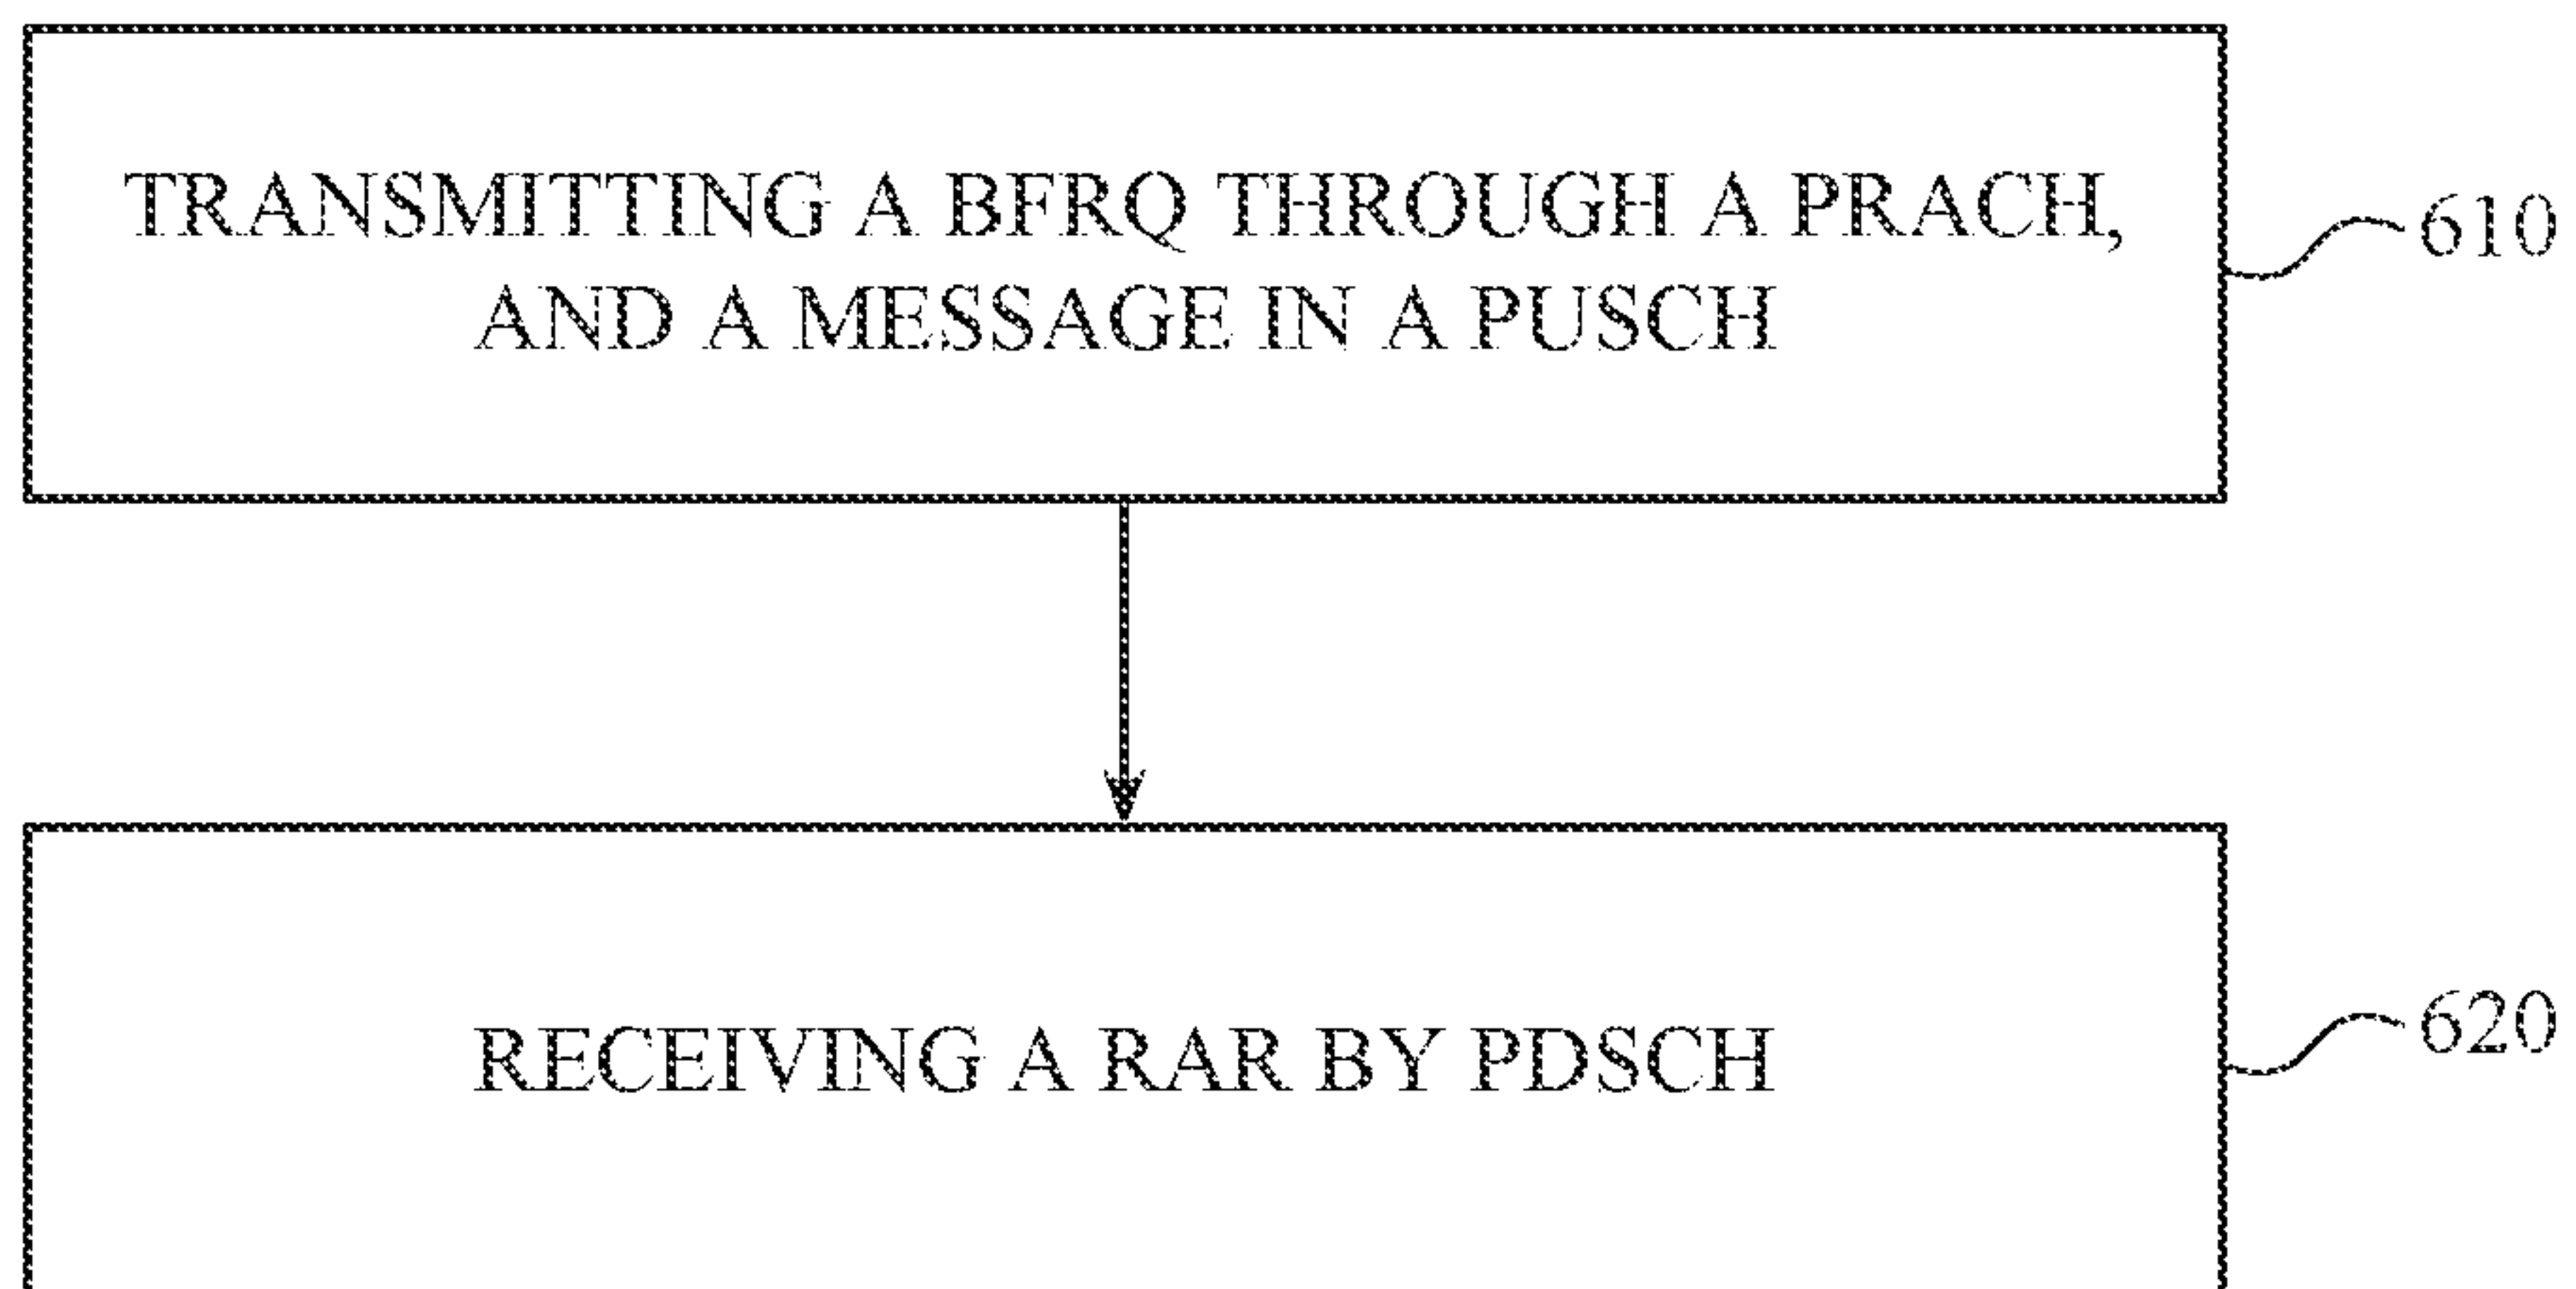 TRANSMITTING A BFRQ THROUGH A PRACH,
AND A MESSAGE IN A PUSCH
610
RECEIVING A RAR BY PDSCH
620